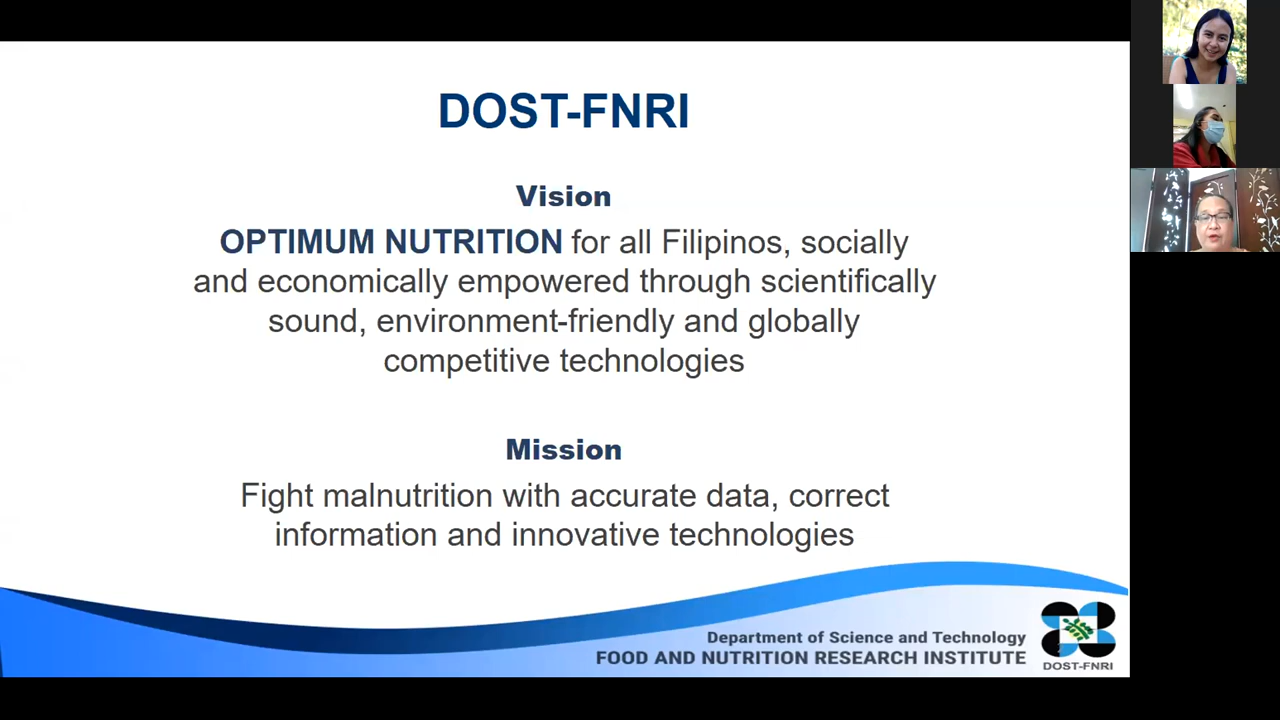 DOST-FNRI
Vision
OPTIMUM NUTRITION for all Filipinos, socially
and economically empowered through scientifically
sound, environment-friendly and globally
competitive technologies
Mission
Fight malnutrition with accurate data, correct
information and innovative technologies
Department of Science and Technology
FOOD AND NUTRITION RESEARCH INSTITUTE
DOST-FNRI